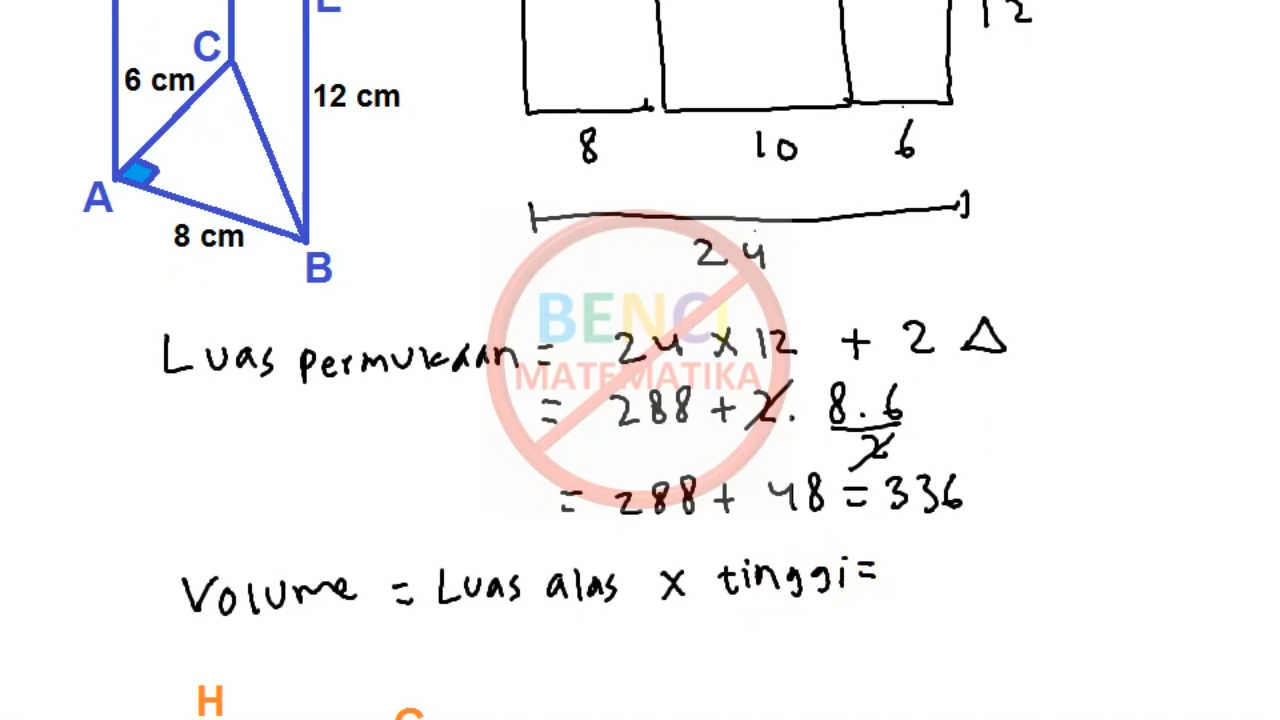 E
12
C
6 cm
12 cm
8 10 6
A
8 cm
B
24
BENCI
MATEMATIKA
Luas permukaan = 24 x 12 + 2 Δ
= 288 + 2. 8.6/2
= 288 + 48 = 336
Volume = Luas alas x tinggi =
H
G